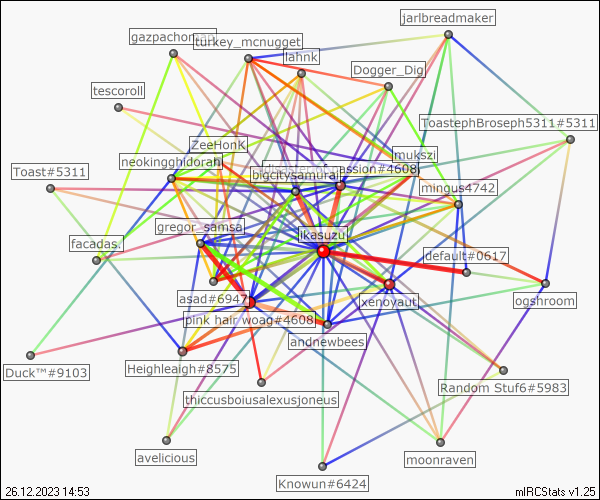 jarlbreadmaker
gazpachoman
turkey_mcnugget
lahnk
Dogger_Dig
tescoroll
ToastephBroseph5311#5311
ZeeHonK
mukszi
neokingghidorah
assion#4608
Toast#5311
bigcitysamurai
mingus4742
gregor_samsa
likasuzu
facadas.
default#0617
asad#6947
xenoyaut
ogshroom
pink hair woag#4608
andnewbees
Duck™#9103
Heighleaigh#8575
Random Stuf6#5983
thiccusboiusalexusjoneus
avelicious
moonraven
Knowun#6424
26.12.2023 14:53
mIRCStats v1.25